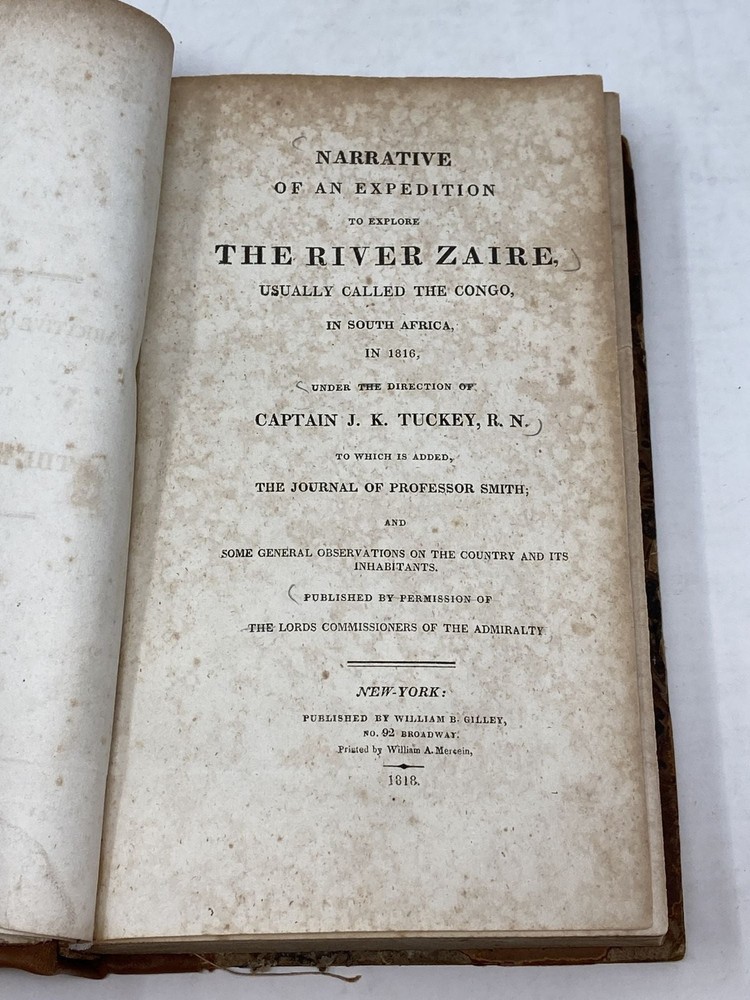 NARRATIVE
OF AN EXPEDITION
TO EXPLORE
THE RIVER ZAIRE,
USUALLY CALLED THE CONGO,
IN SOUTH AFRICA,
IN 1816,
UNDER THE DIRECTION OF
CAPTAIN J. K. TUCKEY, R. N.
TO WHICH IS ADDED,
THE JOURNAL OF PROFESSOR SMITH;
AND
SOME GENERAL OBSERVATIONS ON THE COUNTRY AND ITS
INHABITANTS.
PUBLISHED BY PERMISSION OF
THE LORDS COMMISSIONERS OF THE ADMIRALTY
NEW-YORK:
PUBLISHED BY WILLIAM B. GILLEY,
NO. 92 BROADWAY.
Printed by William A. Mercein,
1818.